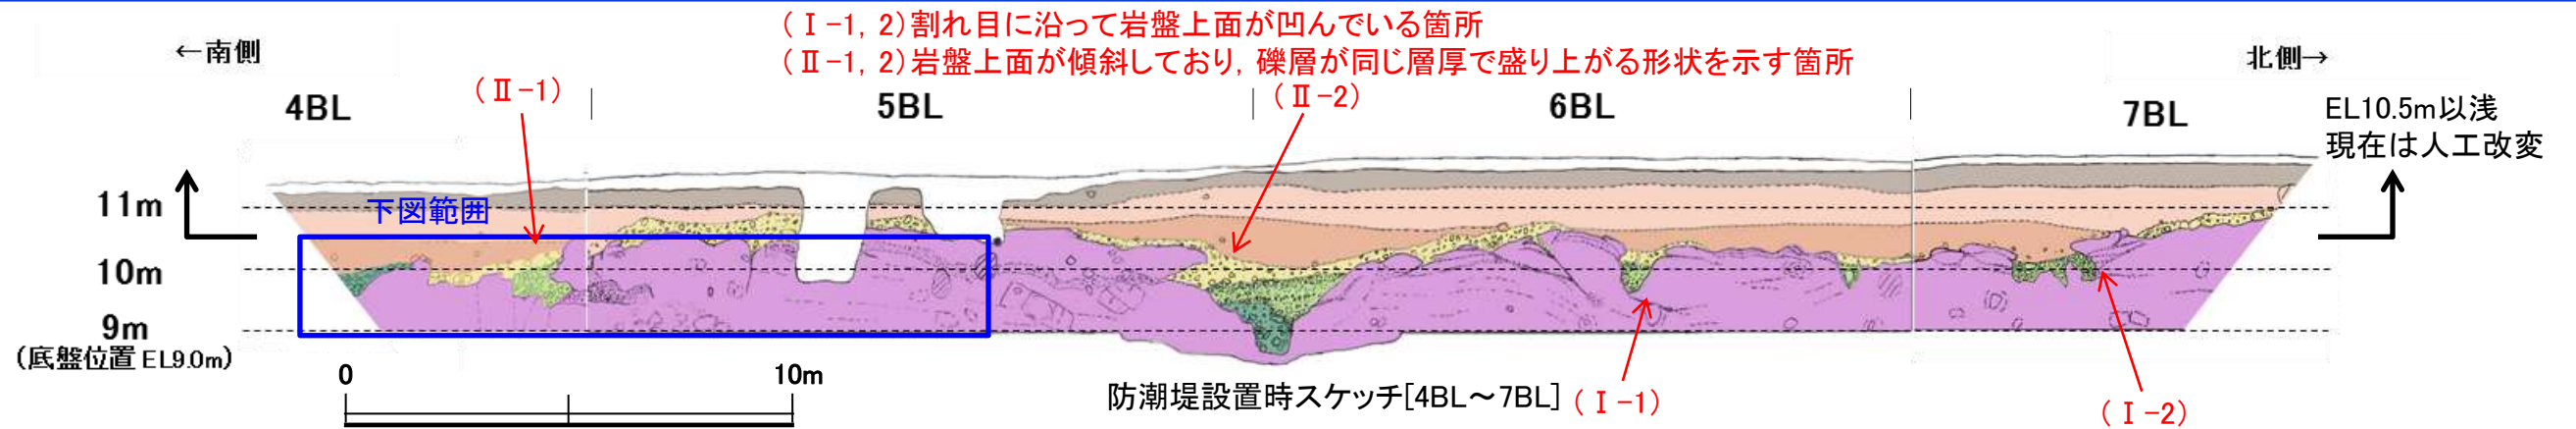 (Ⅰ-1, 2)割れ目に沿って岩盤上面が凹んでいる箇所
(Ⅱ-1, 2)岩盤上面が傾斜しており, 礫層が同じ層厚で盛り上がる形状を示す箇所
←南側
北側→
(Ⅱ-1)
(Ⅱ-2)
4BL
5BL
6BL
7BL
EL10.5m以浅
現在は人工改変
11m
下図範囲
10m
9m
(底盤位置 EL9.0m)
0
10m
防潮堤設置時スケッチ[4BL～7BL]
(Ⅰ-1)
(Ⅰ-2)